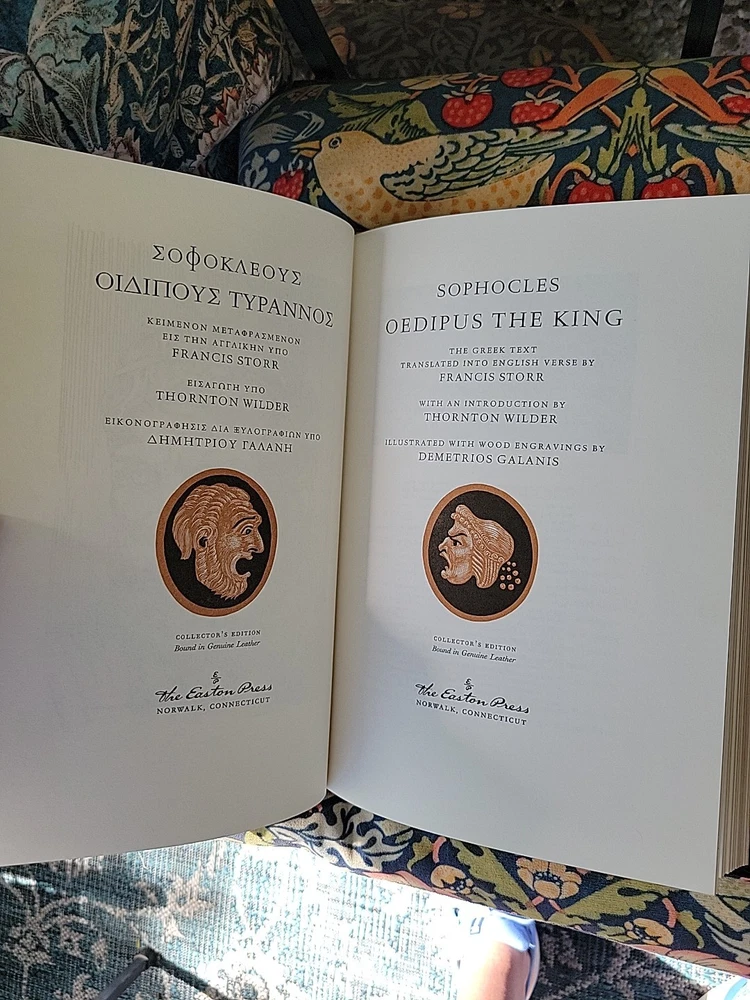 ΣΟΦΟΚΛΕΟΥΣ
ΟΙΔΙΠΟΥΣ ΤΥΡΑΝΝΟΣ
ΚΕΙΜΕΝΟΝ ΜΕΤΑΦΡΑΣΜΕΝΟΝ
ΕΙΣ ΤΗΝ ΑΓΓΛΙΚΗΝ ΥΠΟ
FRANCIS STORR
ΕΙΣΑΓΩΓΗ ΥΠΟ
THORNTON WILDER
ΕΙΚΟΝΟΓΡΑΦΗΣΙΣ ΔΙΑ ΞΥΛΟΓΡΑΦΙΩΝ ΥΠΟ
ΔΗΜΗΤΡΙΟΥ ΓΑΛΑΝΗ
COLLECTOR'S EDITION
Bound in Genuine Leather
The Easton Press
NORWALK, CONNECTICUT
SOPHOCLES
OEDIPUS THE KING
THE GREEK TEXT
TRANSLATED INTO ENGLISH VERSE BY
FRANCIS STORR
WITH AN INTRODUCTION BY
THORNTON WILDER
ILLUSTRATED WITH WOOD ENGRAVINGS BY
DEMETRIOS GALANIS
COLLECTOR'S EDITION
Bound in Genuine Leather
The Easton Press
NORWALK, CONNECTICUT